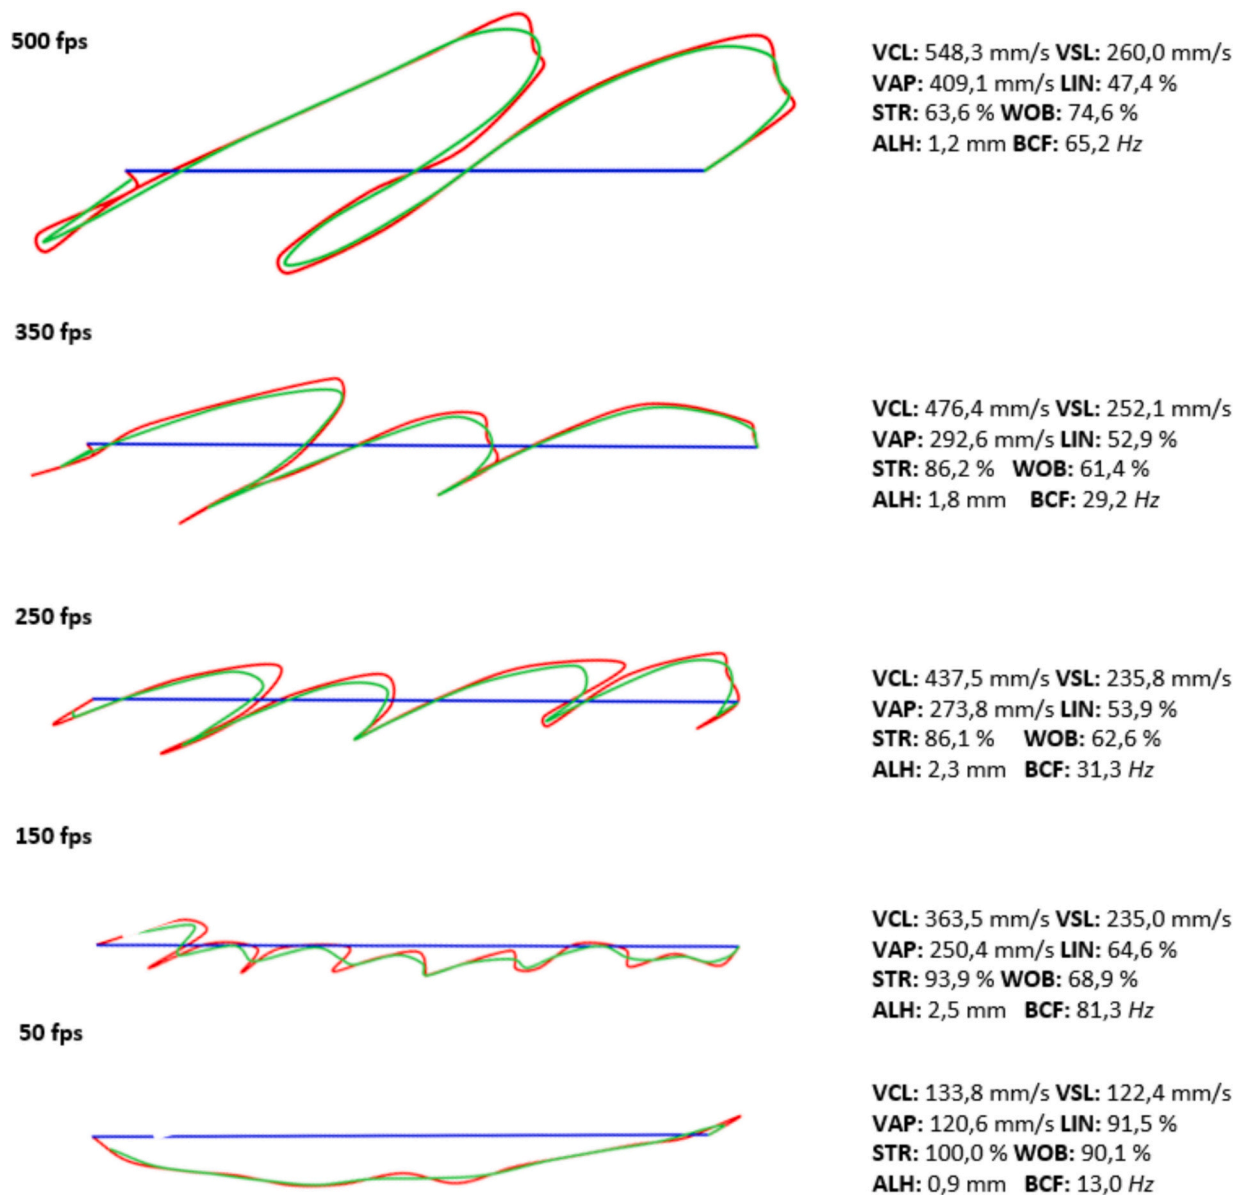 500 fps
VCL: 548,3 mm/s VSL: 260,0 mm/s
VAP: 409,1 mm/s LIN: 47,4 %
STR: 63,6 % WOB: 74,6 %
ALH: 1,2 mm BCF: 65,2 Hz
350 fps
VCL: 476,4 mm/s VSL: 252,1 mm/s
VAP: 292,6 mm/s LIN: 52,9 %
STR: 86,2 % WOB: 61,4 %
ALH: 1,8 mm BCF: 29,2 Hz
250 fps
VCL: 437,5 mm/s VSL: 235,8 mm/s
VAP: 273,8 mm/s LIN: 53,9 %
STR: 86,1 % WOB: 62,6 %
ALH: 2,3 mm BCF: 31,3 Hz
150 fps
VCL: 363,5 mm/s VSL: 235,0 mm/s
VAP: 250,4 mm/s LIN: 64,6 %
STR: 93,9 % WOB: 68,9 %
ALH: 2,5 mm BCF: 81,3 Hz
50 fps
VCL: 133,8 mm/s VSL: 122,4 mm/s
VAP: 120,6 mm/s LIN: 91,5 %
STR: 100,0 % WOB: 90,1 %
ALH: 0,9 mm BCF: 13,0 Hz